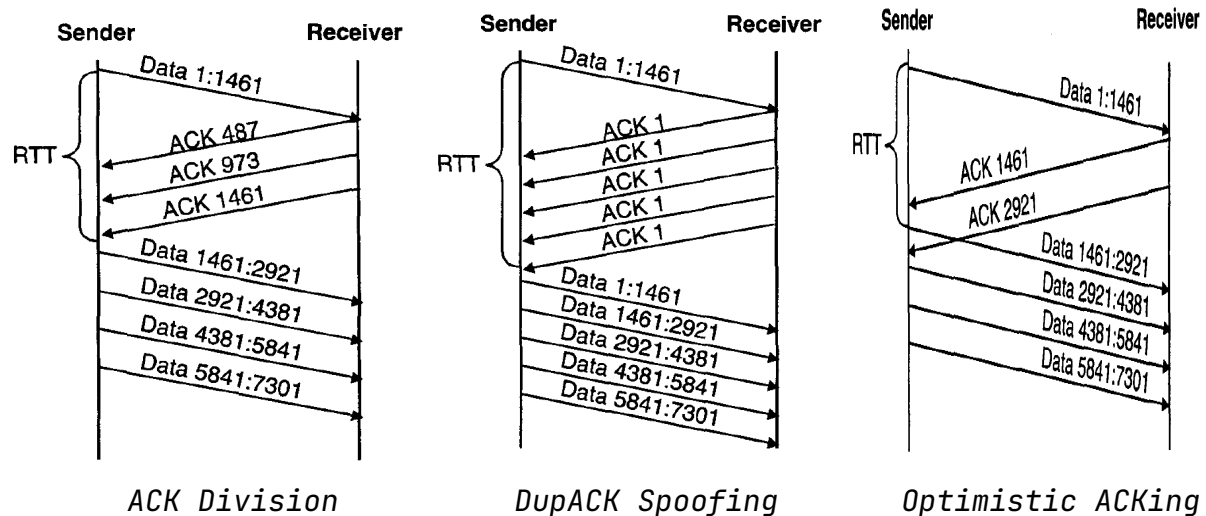 Sender Receiver
Data 1:1461
ACK 487
RTT
ACK 973
ACK 1461
Data 1461:2921
Data 2921:4381
Data 4381:5841
Data 5841:7301
ACK Division
Sender Receiver
Data 1:1461
ACK 1
ACK 1
RTT
ACK 1
ACK 1
ACK 1
Data 1:1461
Data 1461:2921
Data 2921:4381
Data 4381:5841
Data 5841:7301
DupACK Spoofing
Sender Receiver
Data 1:1461
RTT
ACK 1461
ACK 2921
Data 1461:2921
Data 2921:4381
Data 4381:5841
Data 5841:7301
Optimistic ACKing